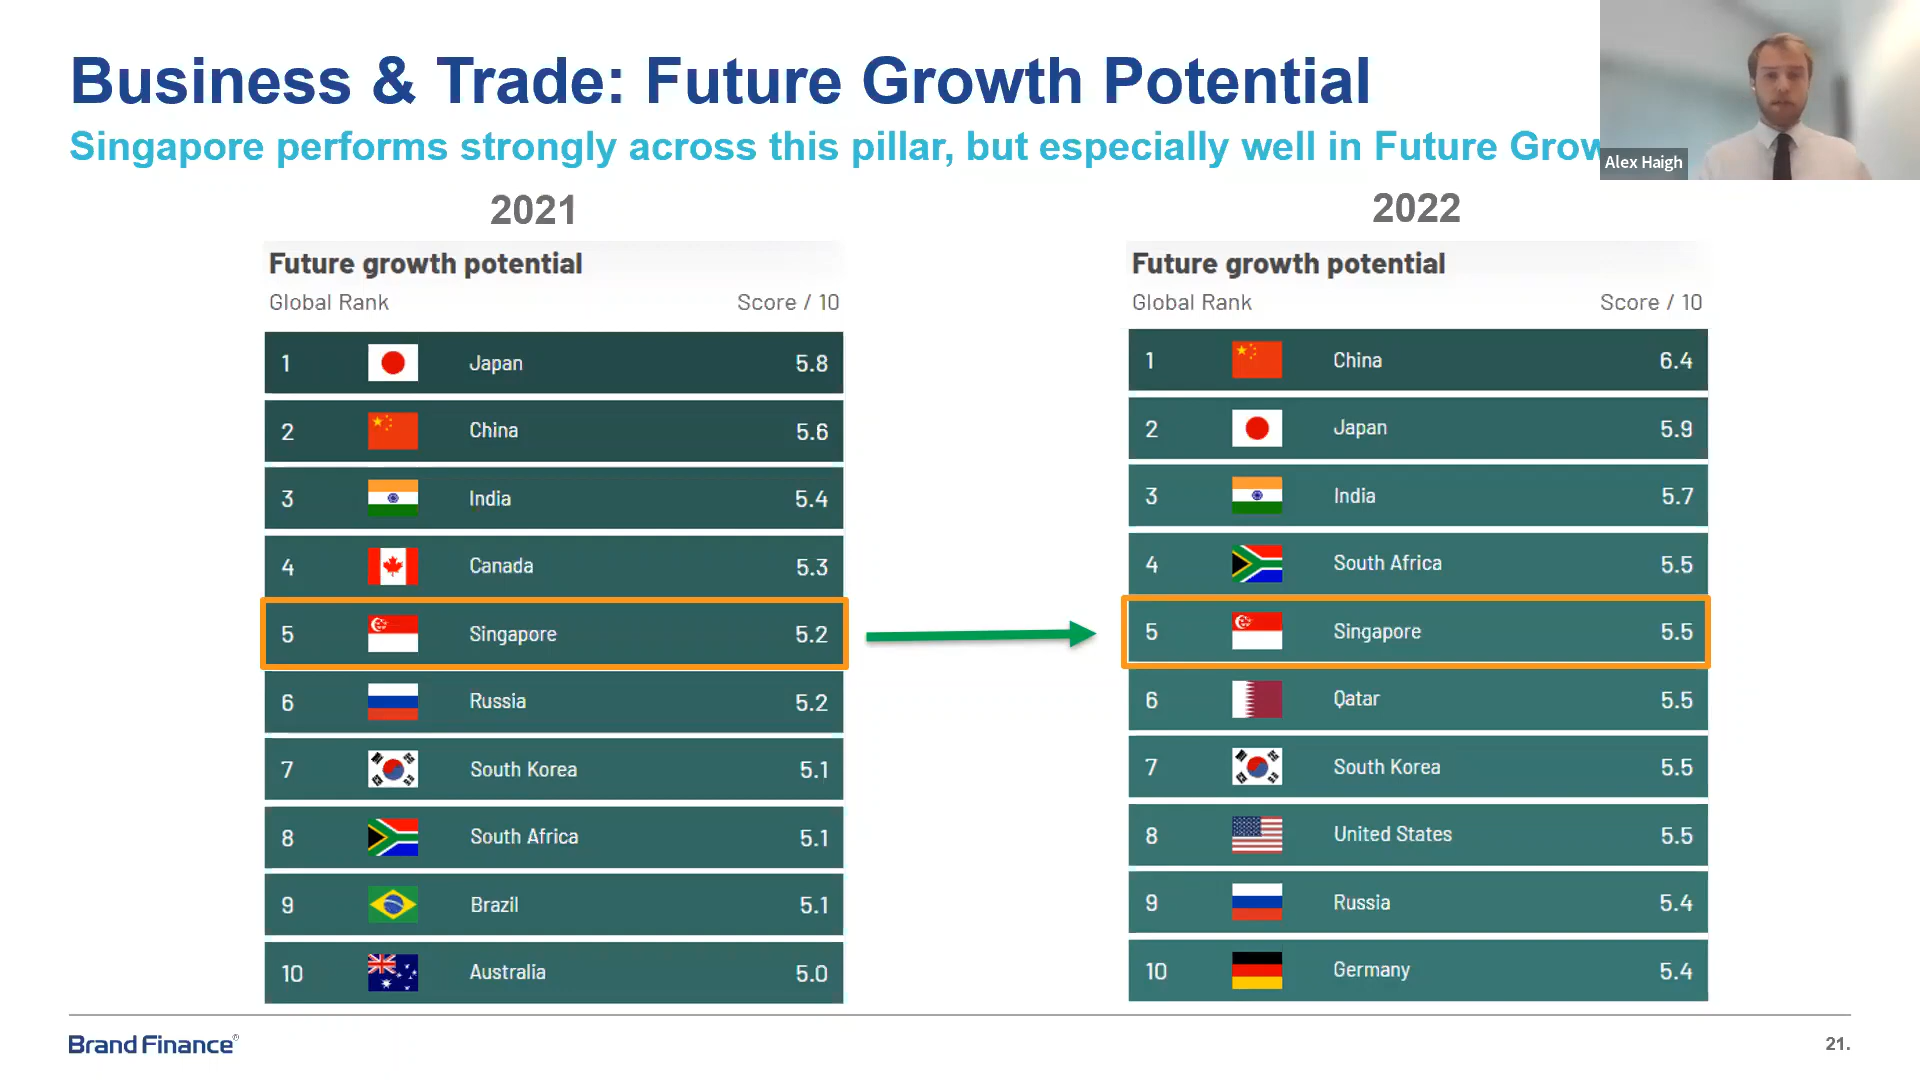 Business & Trade: Future Growth Potential
Singapore performs strongly across this pillar, but especially well in Future
Alex Haigh
2021
Future growth potential
Global Rank Score / 10
1 Japan 5.8
2 China 5.6
3 India 5.4
4 Canada 5.3
5 Singapore 5.2
6 Russia 5.2
7 South Korea 5.1
8 South Africa 5.1
9 Brazil 5.1
10 Australia 5.0
2022
Future growth potential
Global Rank Score / 10
1 China 6.4
2 Japan 5.9
3 India 5.7
4 South Africa 5.5
5 Singapore 5.5
6 Qatar 5.5
7 South Korea 5.5
8 United States 5.5
9 Russia 5.4
10 Germany 5.4
Brand Finance®
21.